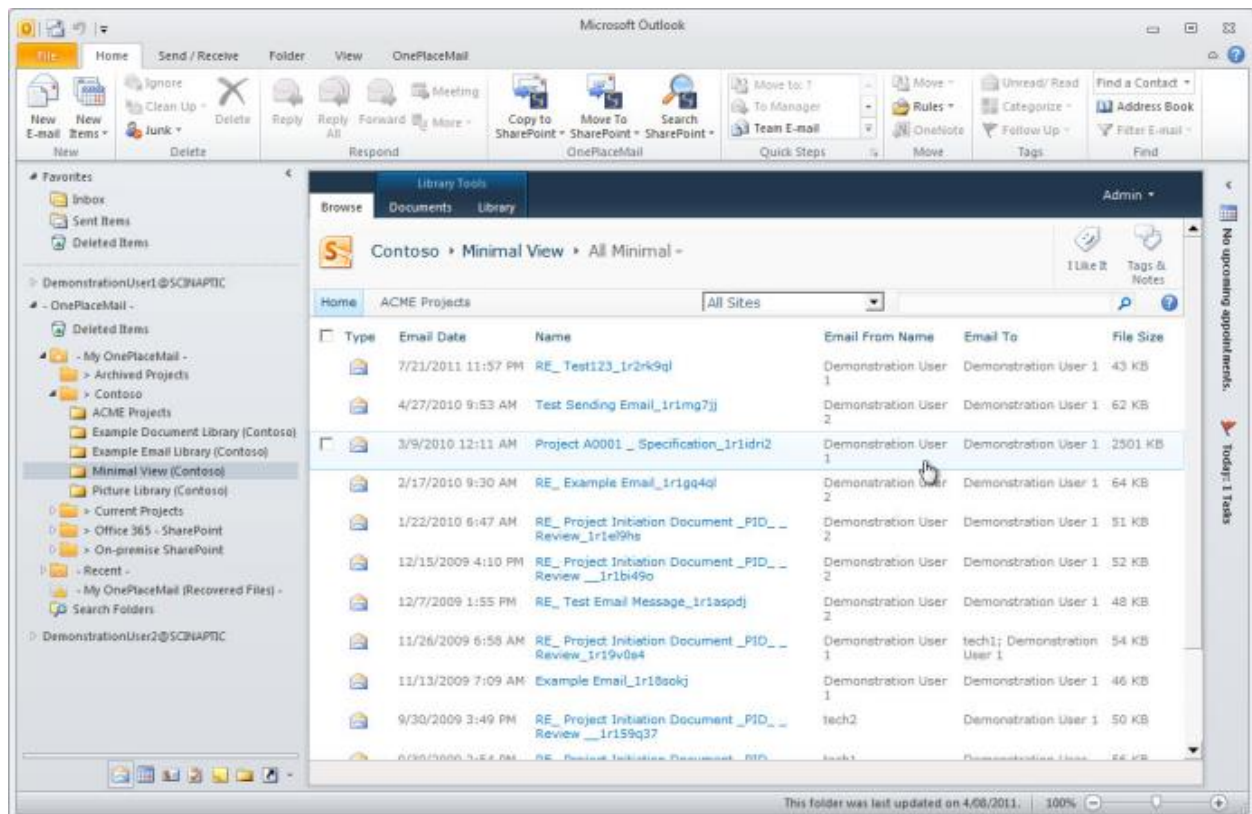 Microsoft Outlook
File Home Send / Receive Folder View OnePlaceMail
New E-mail
New Items
Ignore
Clean Up
Junk
Delete
Reply
Reply All
Forward
Meeting
More
Copy to SharePoint
Move To SharePoint
Search SharePoint
Move to: ?
To Manager
Team E-mail
Move
Rules
OneNote
Unread/ Read
Categorize
Follow Up
Find a Contact
Address Book
Filter E-mail
New Delete Respond OnePlaceMail Quick Steps Move Tags Find
Favorites
Inbox
Sent Items
Deleted Items
DemonstrationUser1@SCINAPTIC
- OnePlaceMail -
Deleted Items
- My OnePlaceMail -
> Archived Projects
> Contoso
ACME Projects
Example Document Library (Contoso)
Example Email Library (Contoso)
Minimal View (Contoso)
Picture Library (Contoso)
> Current Projects
> Office 365 - SharePoint
> On-premise SharePoint
- Recent -
- My OnePlaceMail (Recovered Files) -
Search Folders
DemonstrationUser2@SCINAPTIC
Library Tools
Browse Documents Library
Admin
Contoso Minimal View All Minimal
I Like It
Tags & Notes
Home ACME Projects All Sites
Type Email Date Name Email From Name Email To File Size
7/21/2011 11:57 PM RE_ Test123_1r2rk9ql Demonstration User 1 Demonstration User 1 43 KB
4/27/2010 9:53 AM Test Sending Email_1r1mg7jj Demonstration User 2 Demonstration User 1 62 KB
3/9/2010 12:11 AM Project A0001 _ Specification_1r1idri2 Demonstration User 1 Demonstration User 1 2501 KB
2/17/2010 9:30 AM RE_ Example Email_1r1gq4ql Demonstration User 2 Demonstration User 1 64 KB
1/22/2010 6:47 AM RE_ Project Initiation Document _PID_ _ Review_1r1el9hs Demonstration User 2 Demonstration User 1 51 KB
12/15/2009 4:10 PM RE_ Project Initiation Document _PID_ _ Review __1r1bi49o Demonstration User 2 Demonstration User 1 52 KB
12/7/2009 1:55 PM RE_ Test Email Message_1r1aspdj Demonstration User 2 Demonstration User 1 48 KB
11/26/2009 6:58 AM RE_ Project Initiation Document _PID_ _ Review_1r19v0s4 Demonstration User 1 tech1; Demonstration User 1 54 KB
11/13/2009 7:09 AM Example Email_1r18sokj Demonstration User 1 Demonstration User 1 46 KB
9/30/2009 3:49 PM RE_ Project Initiation Document _PID_ _ Review __1r159q37 tech2 Demonstration User 1 50 KB
No upcoming appointments.
Today: 1 Tasks
This folder was last updated on 4/08/2011. 100%